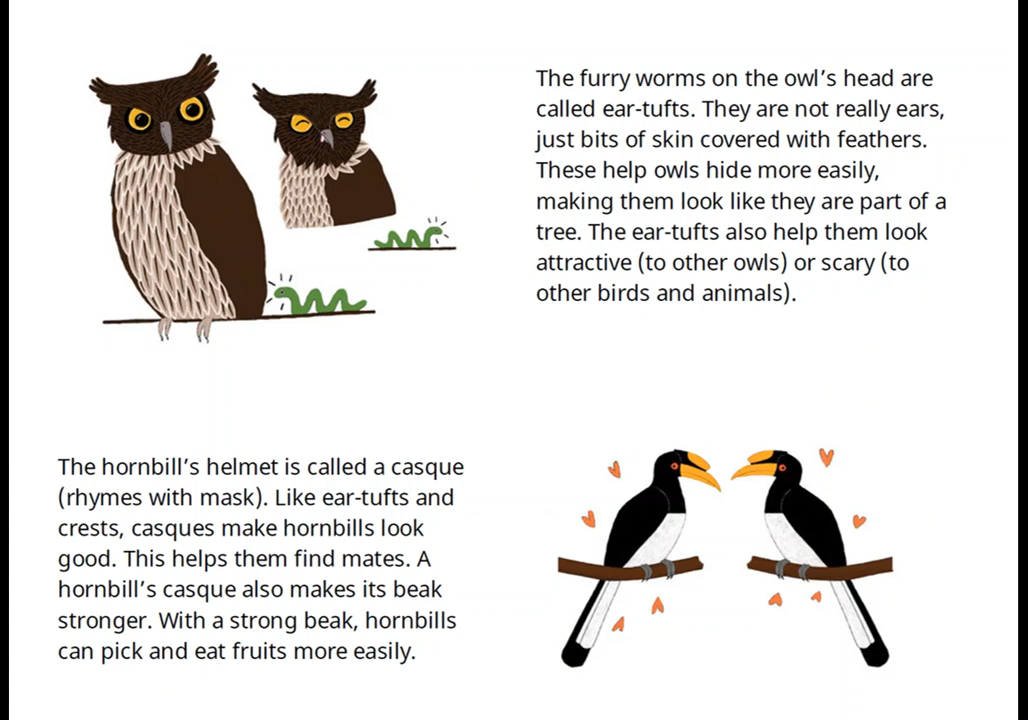 The furry worms on the owl's head are
called ear-tufts. They are not really ears,
just bits of skin covered with feathers.
These help owls hide more easily,
making them look like they are part of a
tree. The ear-tufts also help them look
attractive (to other owls) or scary (to
other birds and animals).
The hornbill's helmet is called a casque
(rhymes with mask). Like ear-tufts and
crests, casques make hornbills look
good. This helps them find mates. A
hornbill's casque also makes its beak
stronger. With a strong beak, hornbills
can pick and eat fruits more easily.